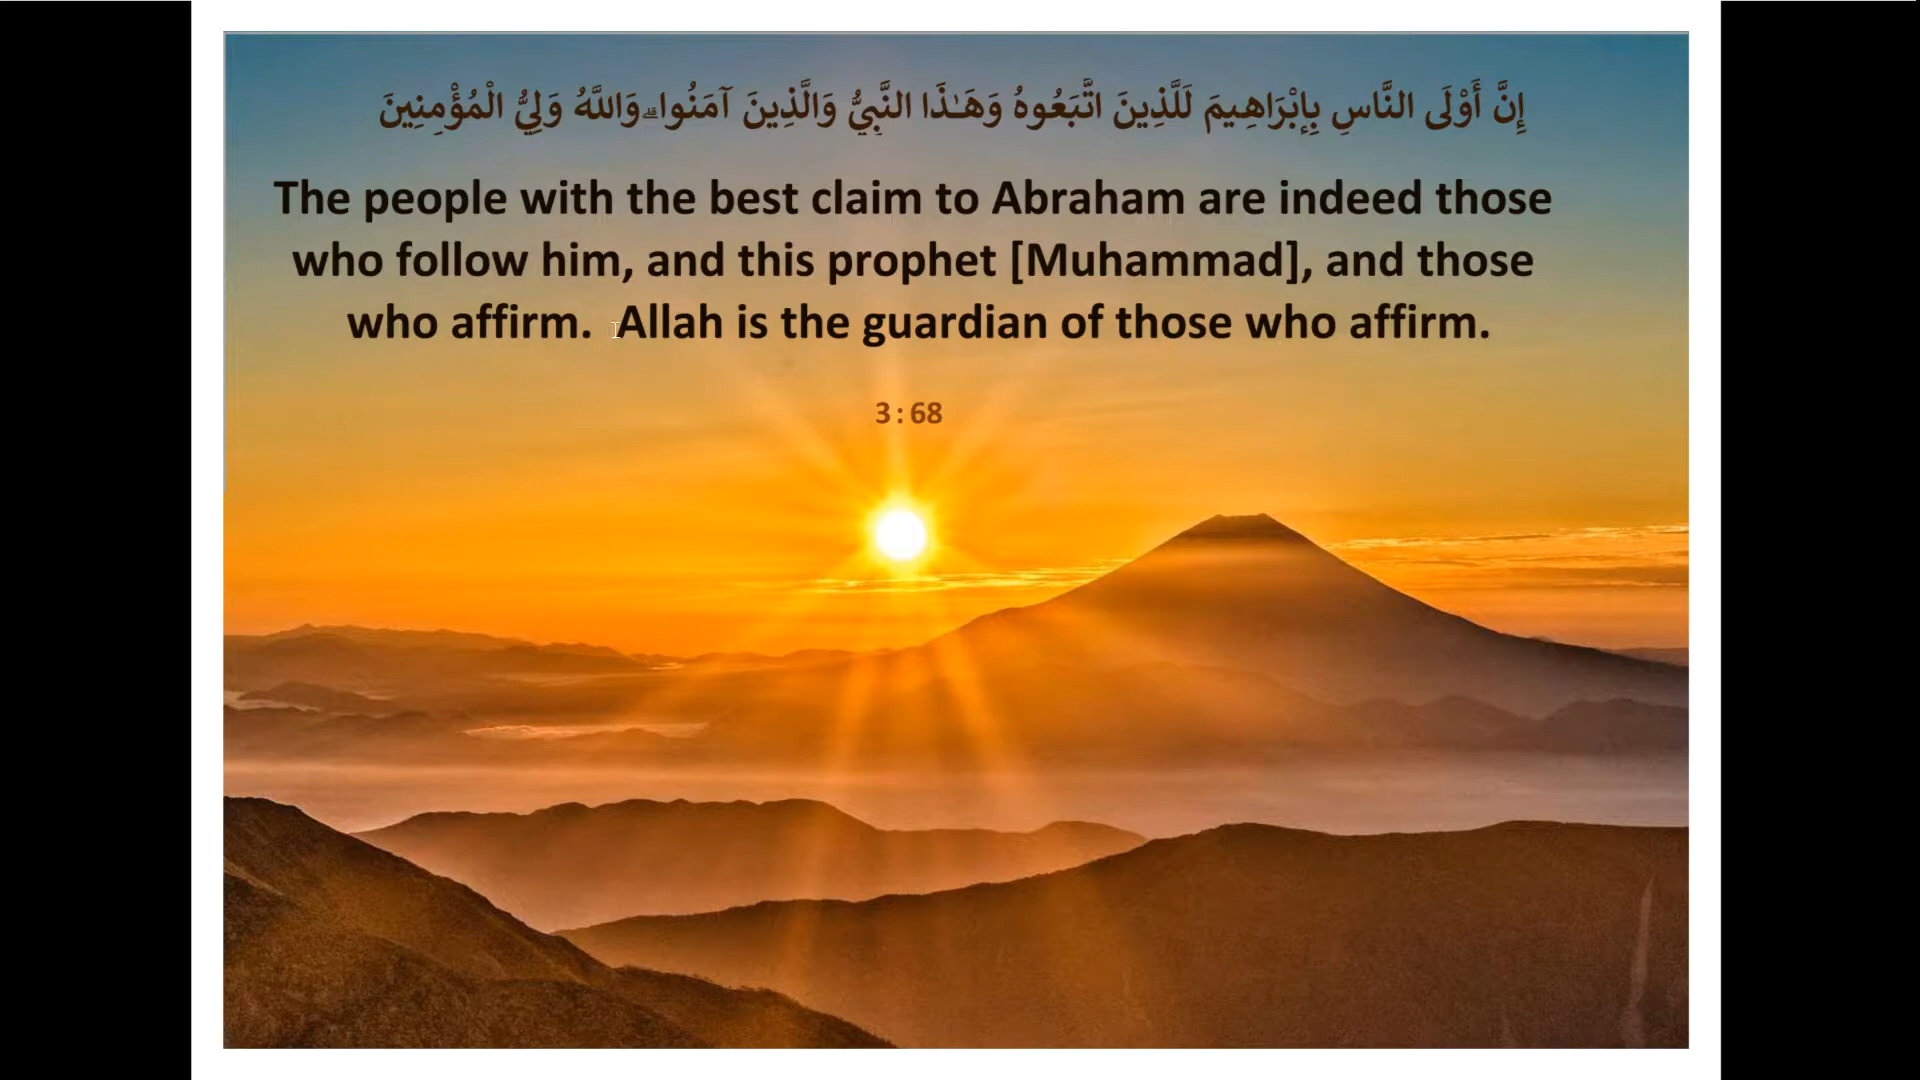 إِنَّ أَوْلَى النَّاسِ بِإِبْرَاهِيمَ لَلَّذِينَ اتَّبَعُوهُ وَهَـٰذَا النَّبِيُّ وَالَّذِينَ آمَنُوا ۗ وَاللَّهُ وَلِيُّ الْمُؤْمِنِينَ
The people with the best claim to Abraham are indeed those
who follow him, and this prophet [Muhammad], and those
who affirm. Allah is the guardian of those who affirm.
3:68